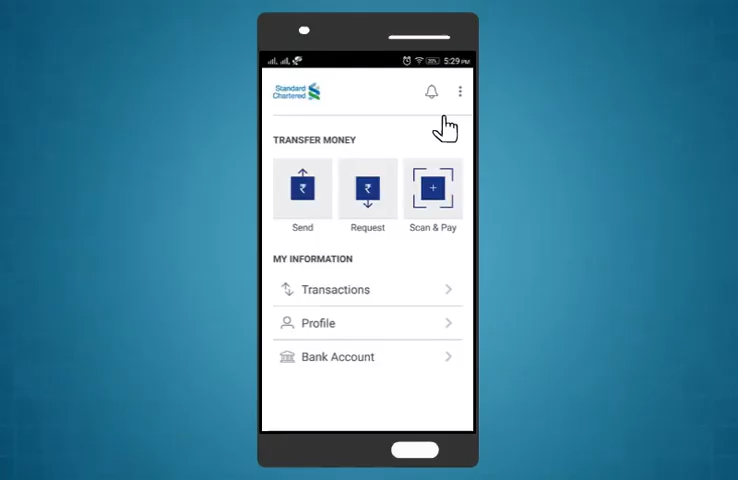 5:29 PM
Standard
Chartered
TRANSFER MONEY
₹
₹
Send
Request
Scan & Pay
MY INFORMATION
Transactions
Profile
Bank Account